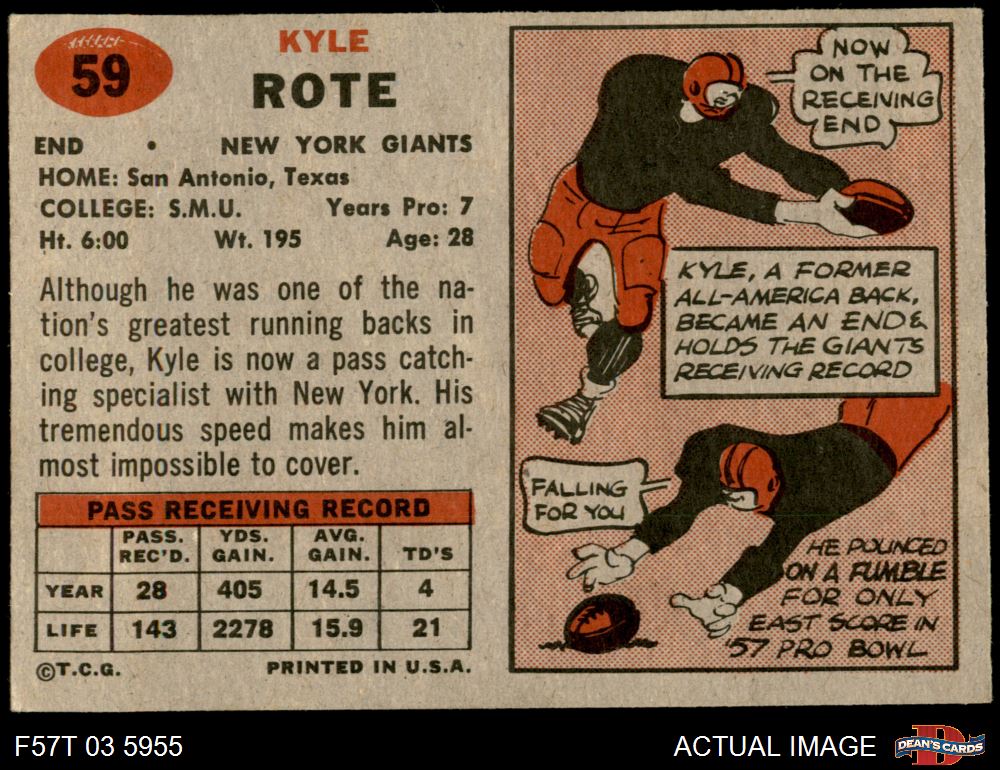 59
KYLE
ROTE
END • NEW YORK GIANTS
HOME: San Antonio, Texas
COLLEGE: S.M.U. Years Pro: 7
Ht. 6:00 Wt. 195 Age: 28
Although he was one of the na-
tion's greatest running backs in
college, Kyle is now a pass catch-
ing specialist with New York. His
tremendous speed makes him al-
most impossible to cover.
PASS RECEIVING RECORD
PASS. REC'D. YDS. GAIN. AVG. GAIN. TD'S
YEAR 28 405 14.5 4
LIFE 143 2278 15.9 21
©T.C.G. PRINTED IN U.S.A.
NOW
ON THE
RECEIVING
END
KYLE, A FORMER
ALL-AMERICA BACK,
BECAME AN END &
HOLDS THE GIANTS
RECEIVING RECORD
FALLING
FOR YOU
HE POUNCED
ON A FUMBLE
FOR ONLY
EAST SCORE IN
'57 PRO BOWL
F57T 03 5955
ACTUAL IMAGE
D
DEAN'S CARDS